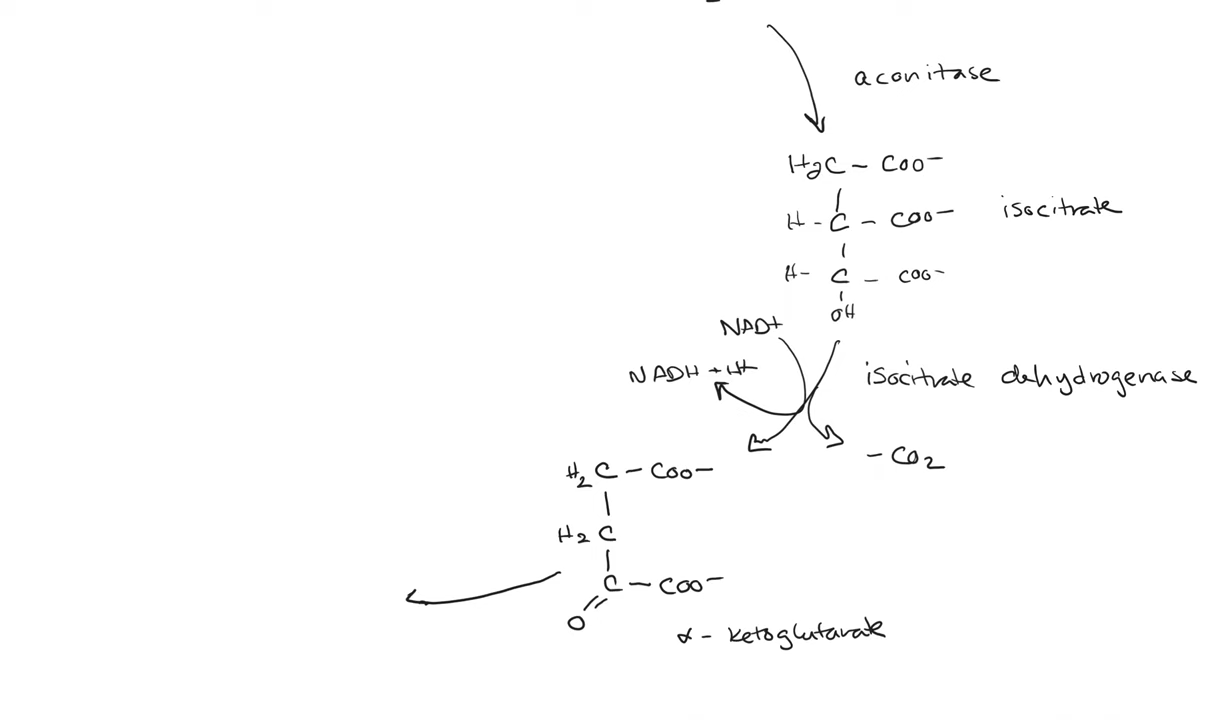 aconitase
H2C - COO-
H - C - COO- isocitrate
H - C - COO-
OH
NAD+
NADH + H+
isocitrate dehydrogenase
- CO2
H2C - COO-
H2C
C - COO-
O
α - ketoglutarate